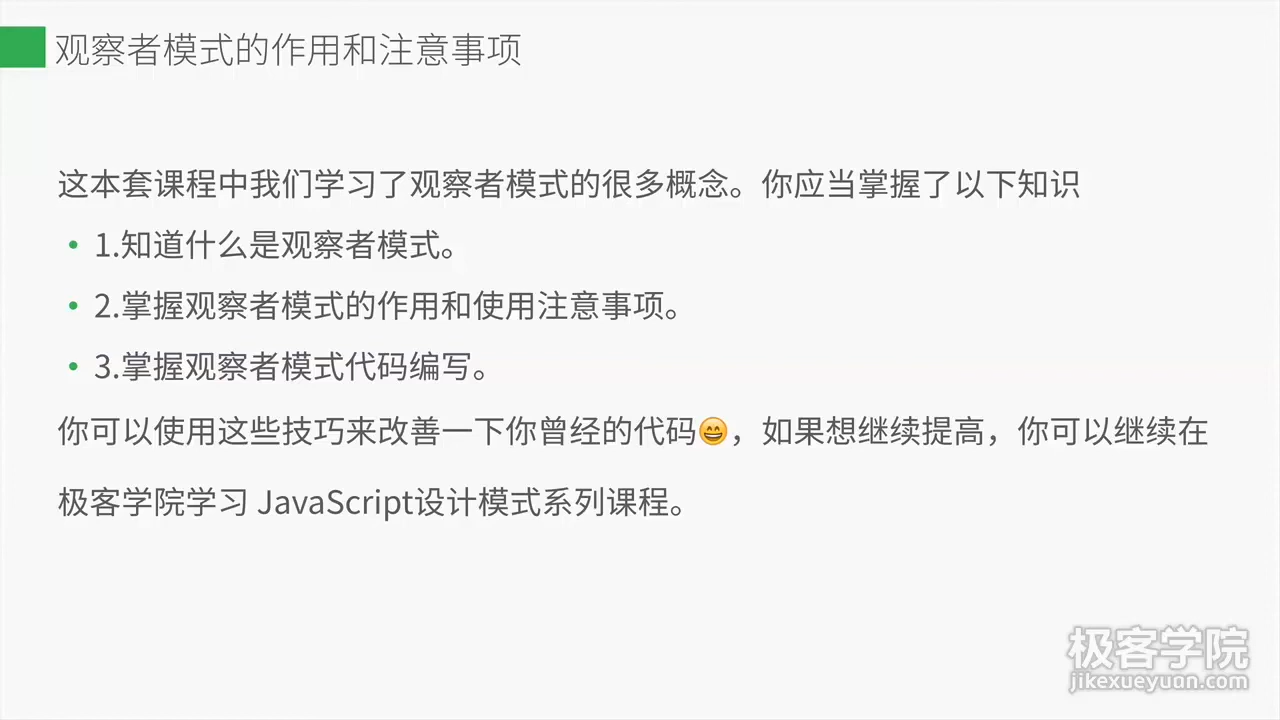 观察者模式的作用和注意事项
这本套课程中我们学习了观察者模式的很多概念。你应当掌握了以下知识
• 1.知道什么是观察者模式。
• 2.掌握观察者模式的作用和使用注意事项。
• 3.掌握观察者模式代码编写。
你可以使用这些技巧来改善一下你曾经的代码😄，如果想继续提高，你可以继续在
极客学院学习 JavaScript设计模式系列课程。
极客学院
jikexueyuan.com